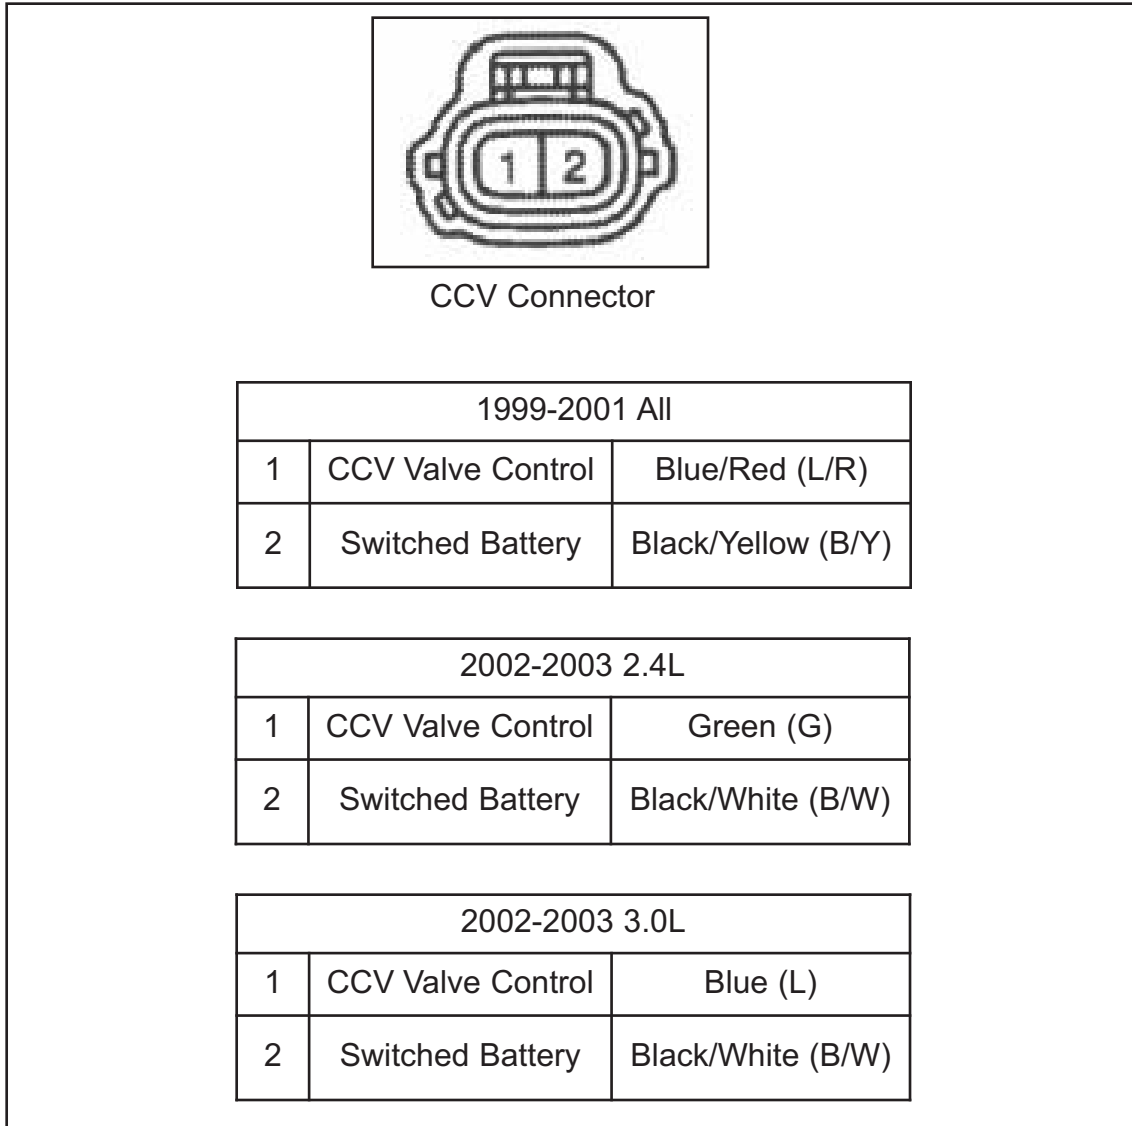 1 2
CCV Connector
1999-2001 All
1 CCV Valve Control Blue/Red (L/R)
2 Switched Battery Black/Yellow (B/Y)
2002-2003 2.4L
1 CCV Valve Control Green (G)
2 Switched Battery Black/White (B/W)
2002-2003 3.0L
1 CCV Valve Control Blue (L)
2 Switched Battery Black/White (B/W)